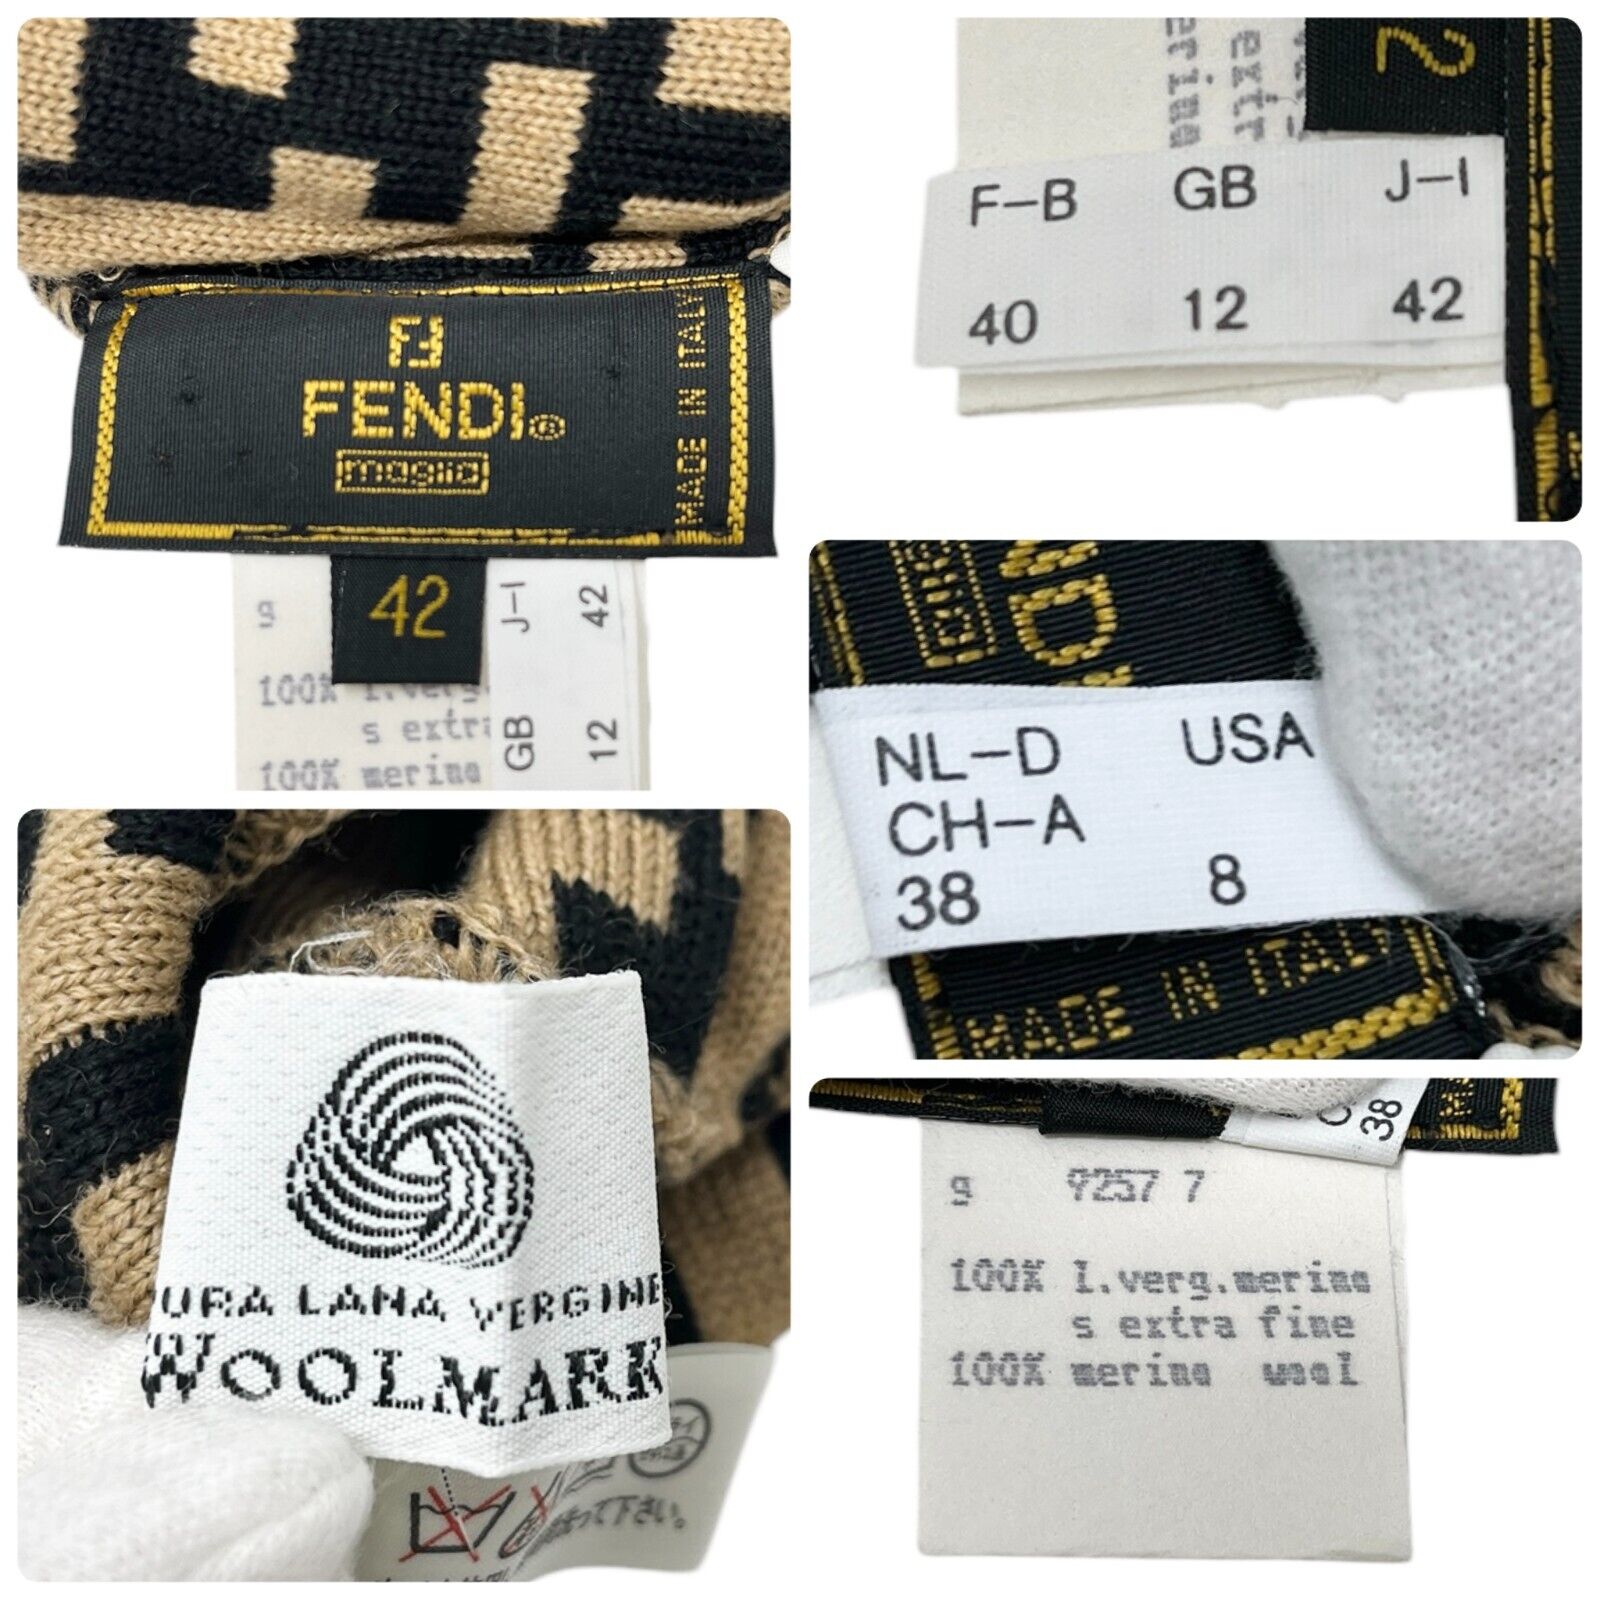 FENDI®
maglia
MADE IN ITALY
42
J-I 42
GB 12
g
100% l.verg.
s extra
100% merino
2
F-B GB J-I
40 12 42
NL-D USA
CH-A
38 8
MADE IN ITALY
PURA LANA VERGINE
WOOLMARK
38
g 9257 7
100% l.verg.merino
s extra fine
100% merino wool